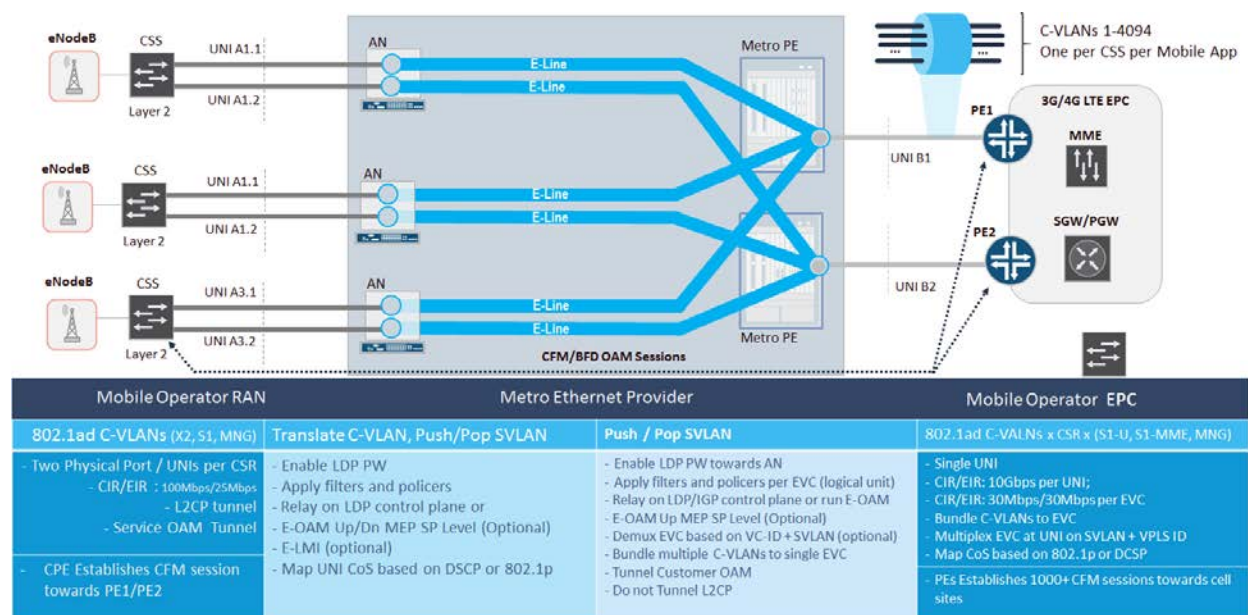 C-VLANs 1-4094
One per CSS per Mobile App
...
...
eNodeB
CSS
UNI A1.1
AN
E-Line
Metro PE
UNI A1.2
E-Line
Layer 2
PE1
3G/4G LTE EPC
MME
UNI B1
eNodeB
CSS
UNI A1.1
AN
E-Line
UNI A1.2
E-Line
Layer 2
PE2
SGW/PGW
eNodeB
CSS
UNI A3.1
AN
E-Line
UNI B2
UNI A3.2
E-Line
Layer 2
Metro PE
CFM/BFD OAM Sessions
Mobile Operator RAN
Metro Ethernet Provider
Mobile Operator EPC
802.1ad C-VLANs (X2, S1, MNG)
Translate C-VLAN, Push/Pop SVLAN
Push / Pop SVLAN
802.1ad C-VALNs x CSR x (S1-U, S1-MME, MNG)
- Two Physical Port / UNIs per CSR
- CIR/EIR : 100Mbps/25Mbps
- L2CP tunnel
- Service OAM Tunnel
- CPE Establishes CFM session
towards PE1/PE2
- Enable LDP PW
- Apply filters and policers
- Relay on LDP control plane or
- E-OAM Up/Dn MEP SP Level (Optional)
- E-LMI (optional)
- Map UNI CoS based on DSCP or 802.1p
- Enable LDP PW towards AN
- Apply filters and policers per EVC (logical unit)
- Relay on LDP/IGP control plane or run E-OAM
- E-OAM Up MEP SP Level (Optional)
- Demux EVC based on VC-ID + SVLAN (optional)
- Bundle multiple C-VLANs to single EVC
- Tunnel Customer OAM
- Do not Tunnel L2CP
- Single UNI
- CIR/EIR: 10Gbps per UNI;
- CIR/EIR: 30Mbps/30Mbps per EVC
- Bundle C-VLANs to EVC
- Multiplex EVC at UNI on SVLAN + VPLS ID
- Map CoS based on 802.1p or DCSP
- PEs Establishes 1000+ CFM sessions towards cell
sites